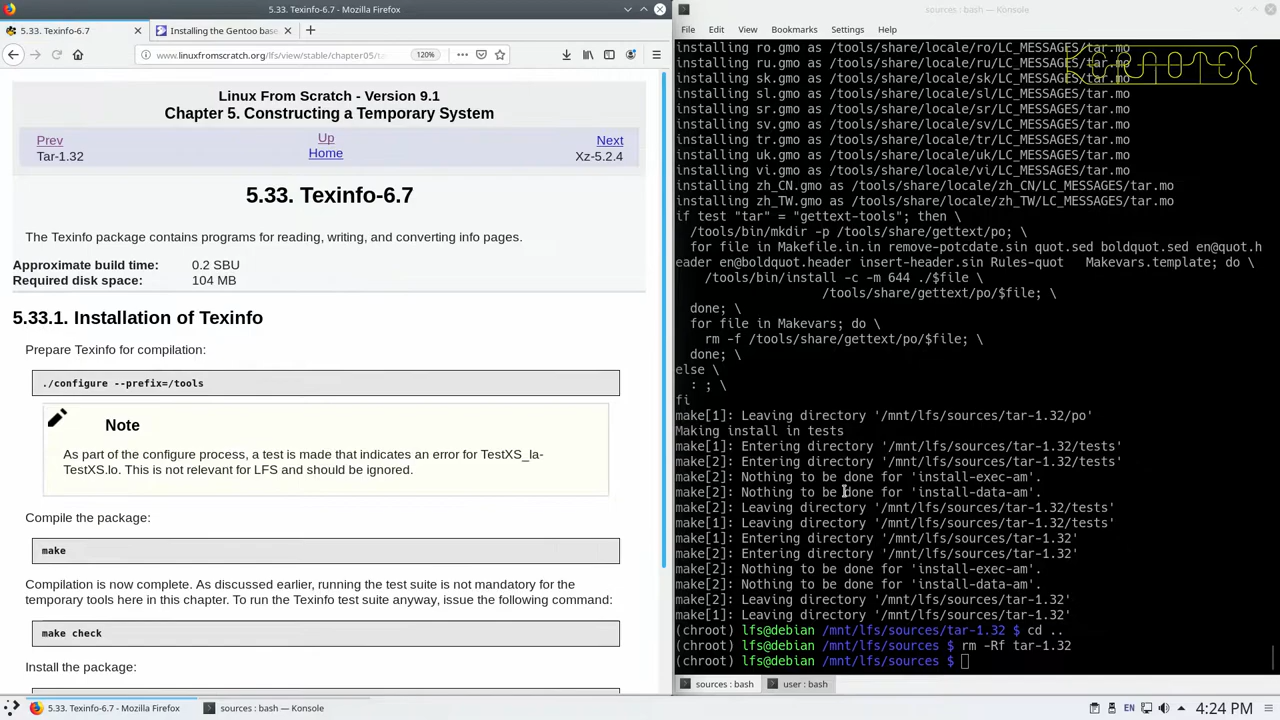 5.33. Texinfo-6.7 - Mozilla Firefox
5.33. Texinfo-6.7
Installing the Gentoo base
www.linuxfromscratch.org/lfs/view/stable/chapter05/
120%
Linux From Scratch - Version 9.1
Chapter 5. Constructing a Temporary System
Prev
Up
Next
Tar-1.32
Home
Xz-5.2.4
5.33. Texinfo-6.7
The Texinfo package contains programs for reading, writing, and converting info pages.
Approximate build time: 0.2 SBU
Required disk space: 104 MB
5.33.1. Installation of Texinfo
Prepare Texinfo for compilation:
./configure --prefix=/tools
Note
As part of the configure process, a test is made that indicates an error for TestXS_la-
TestXS.lo. This is not relevant for LFS and should be ignored.
Compile the package:
make
Compilation is now complete. As discussed earlier, running the test suite is not mandatory for the
temporary tools here in this chapter. To run the Texinfo test suite anyway, issue the following command:
make check
Install the package:
sources : bash — Konsole
File Edit View Bookmarks Settings Help
installing ro.gmo as /tools/share/locale/ro/LC_MESSAGES/tar.mo
installing ru.gmo as /tools/share/locale/ru/LC_MESSAGES/tar.mo
installing sk.gmo as /tools/share/locale/sk/LC_MESSAGES/tar.mo
installing sl.gmo as /tools/share/locale/sl/LC_MESSAGES/tar.mo
installing sr.gmo as /tools/share/locale/sr/LC_MESSAGES/tar.mo
installing sv.gmo as /tools/share/locale/sv/LC_MESSAGES/tar.mo
installing tr.gmo as /tools/share/locale/tr/LC_MESSAGES/tar.mo
installing uk.gmo as /tools/share/locale/uk/LC_MESSAGES/tar.mo
installing vi.gmo as /tools/share/locale/vi/LC_MESSAGES/tar.mo
installing zh_CN.gmo as /tools/share/locale/zh_CN/LC_MESSAGES/tar.mo
installing zh_TW.gmo as /tools/share/locale/zh_TW/LC_MESSAGES/tar.mo
if test "tar" = "gettext-tools"; then \
/tools/bin/mkdir -p /tools/share/gettext/po; \
for file in Makefile.in.in remove-potcdate.sin quot.sed boldquot.sed en@quot.h
eader en@boldquot.header insert-header.sin Rules-quot Makevars.template; do \
/tools/bin/install -c -m 644 ./$file \
/tools/share/gettext/po/$file; \
done; \
for file in Makevars; do \
rm -f /tools/share/gettext/po/$file; \
done; \
else \
: ; \
fi
make[1]: Leaving directory '/mnt/lfs/sources/tar-1.32/po'
Making install in tests
make[1]: Entering directory '/mnt/lfs/sources/tar-1.32/tests'
make[2]: Entering directory '/mnt/lfs/sources/tar-1.32/tests'
make[2]: Nothing to be done for 'install-exec-am'.
make[2]: Nothing to be done for 'install-data-am'.
make[2]: Leaving directory '/mnt/lfs/sources/tar-1.32/tests'
make[1]: Leaving directory '/mnt/lfs/sources/tar-1.32/tests'
make[1]: Entering directory '/mnt/lfs/sources/tar-1.32'
make[2]: Entering directory '/mnt/lfs/sources/tar-1.32'
make[2]: Nothing to be done for 'install-exec-am'.
make[2]: Nothing to be done for 'install-data-am'.
make[2]: Leaving directory '/mnt/lfs/sources/tar-1.32'
make[1]: Leaving directory '/mnt/lfs/sources/tar-1.32'
(chroot) lfs@debian /mnt/lfs/sources/tar-1.32 $ cd ..
(chroot) lfs@debian /mnt/lfs/sources $ rm -Rf tar-1.32
(chroot) lfs@debian /mnt/lfs/sources $
sources : bash
user : bash
5.33. Texinfo-6.7 - Mozilla Firefox
sources : bash — Konsole
EN
4:24 PM